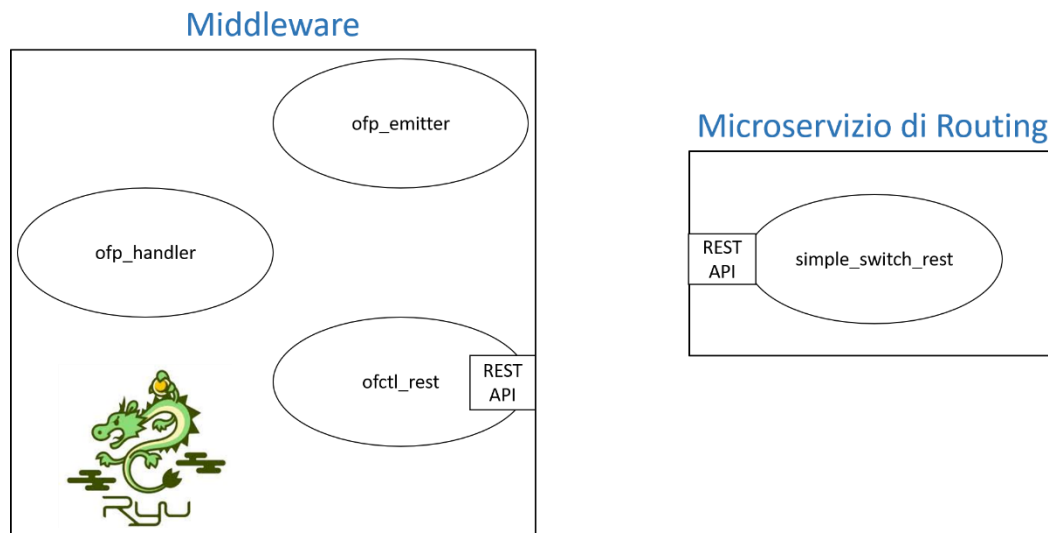 Middleware
ofp_emitter
Microservizio di Routing
ofp_handler
REST
API
simple_switch_rest
ofctl_rest
REST
API
RYU